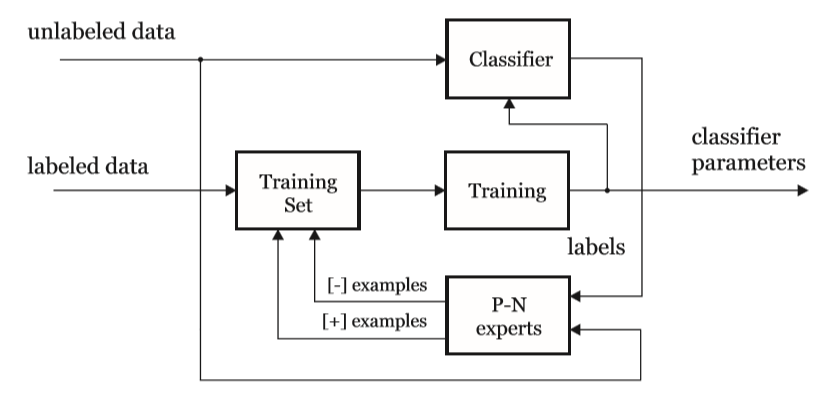 unlabeled data
Classifier
classifier
parameters
labeled data
Training
Set
Training
labels
[-] examples
[+] examples
P-N
experts